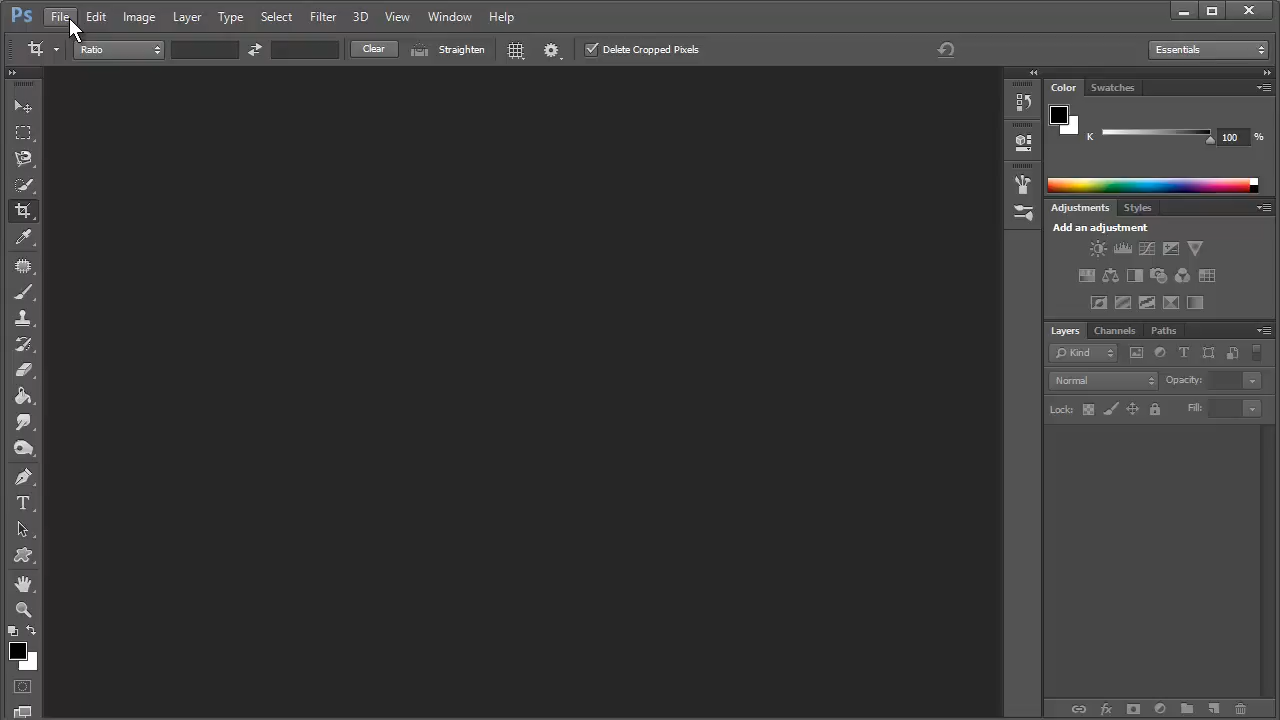 Ps File Edit Image Layer Type Select Filter 3D View Window Help
Ratio Clear Straighten Delete Cropped Pixels Essentials
Color Swatches
K 100 %
Adjustments Styles
Add an adjustment
Layers Channels Paths
Kind
Normal Opacity:
Lock: Fill: